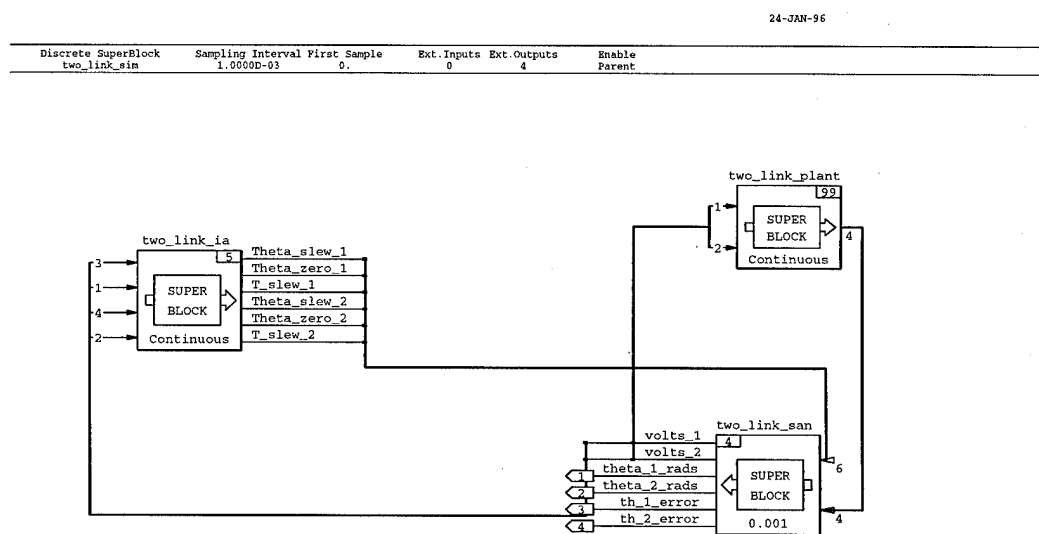 24-JAN-96
Discrete SuperBlock Sampling Interval First Sample Ext.Inputs Ext.Outputs Enable
two_link_sim 1.0000D-03 0. 0 4 Parent
two_link_plant
99
1
SUPER
BLOCK
2
4
Continuous
two_link_ia
5
Theta_slew_1
3
Theta_zero_1
1
SUPER
T_slew_1
Theta_slew_2
4
BLOCK
Theta_zero_2
2
Continuous
T_slew_2
two_link_san
volts_1
4
volts_2
6
1
theta_1_rads
SUPER
2
theta_2_rads
BLOCK
3
th_1_error
4
4
th_2_error
0.001